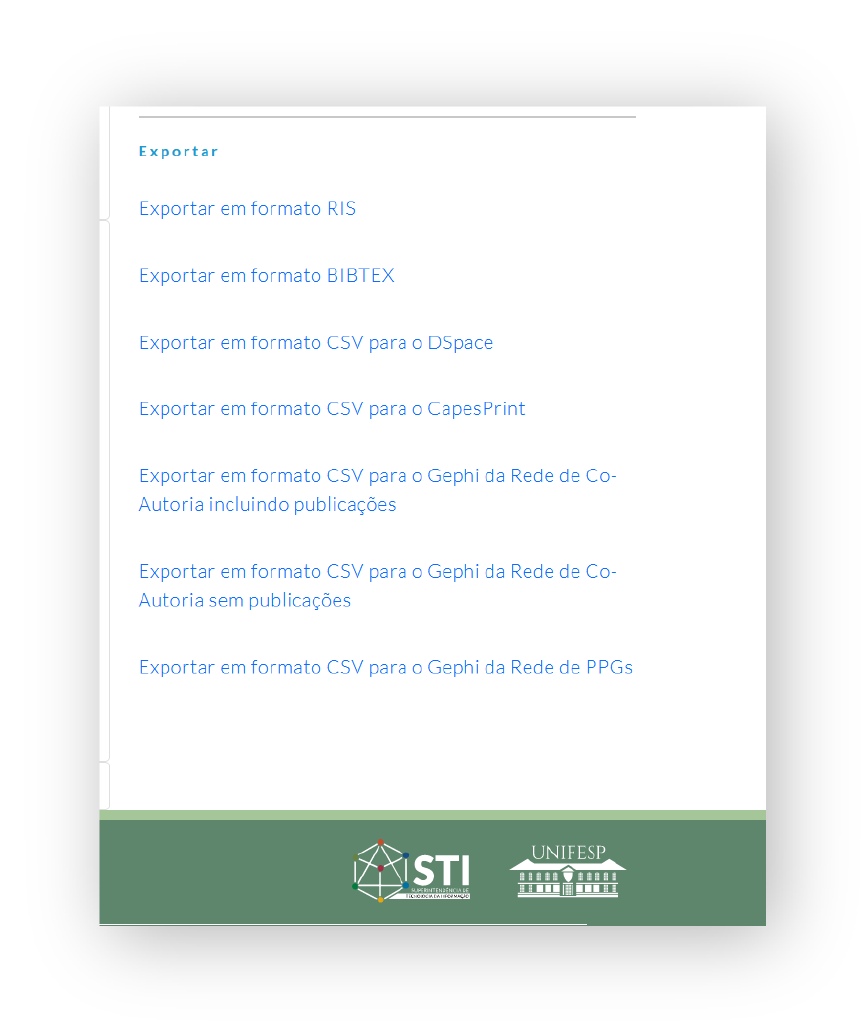 Exportar
Exportar em formato RIS
Exportar em formato BIBTEX
Exportar em formato CSV para o DSpace
Exportar em formato CSV para o CapesPrint
Exportar em formato CSV para o Gephi da Rede de Co-
Autoria incluindo publicações
Exportar em formato CSV para o Gephi da Rede de Co-
Autoria sem publicações
Exportar em formato CSV para o Gephi da Rede de PPGs
STI
SUPERINTENDÊNCIA DE
TECNOLOGIA DA INFORMAÇÃO
UNIFESP